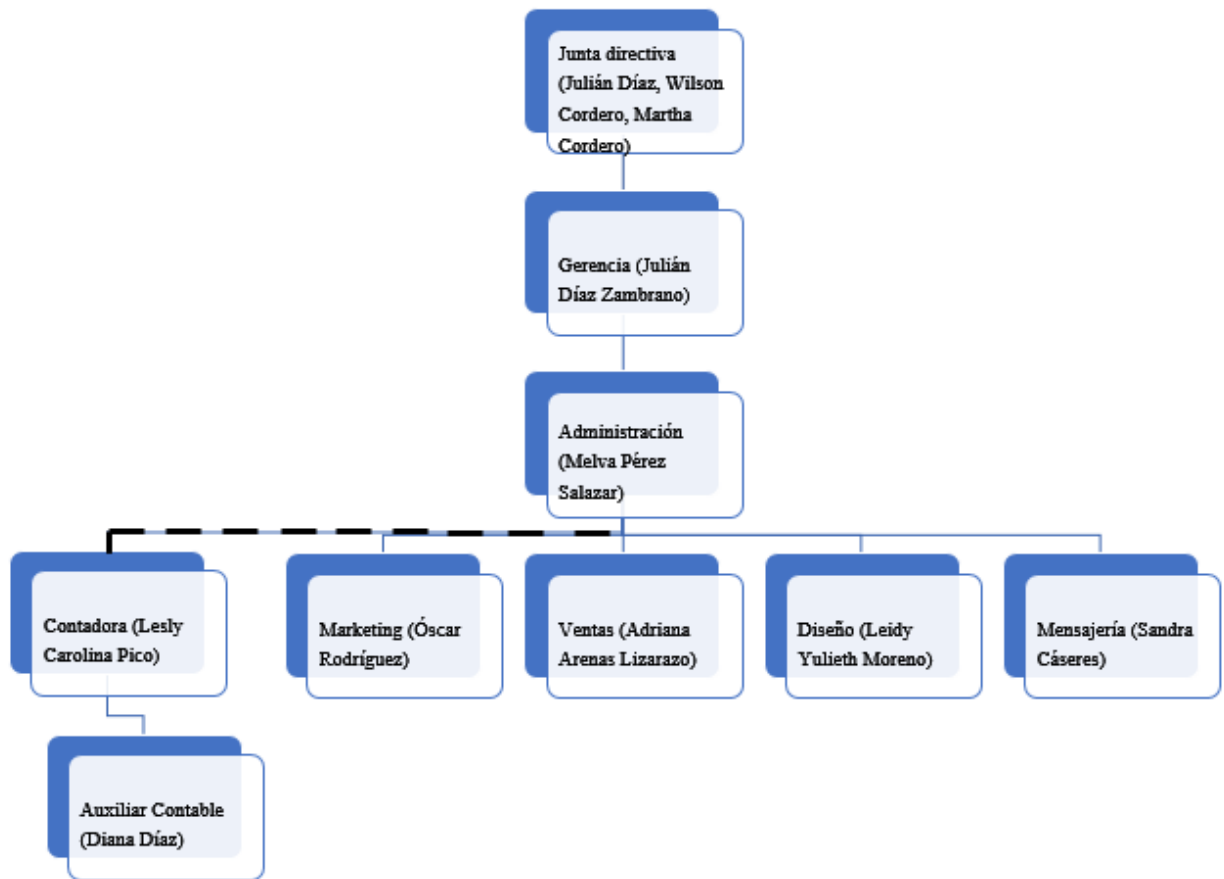 Junta directiva
(Julián Díaz, Wilson
Cordero, Martha
Cordero)
Gerencia (Julián
Díaz Zambrano)
Administración
(Melva Pérez
Salazar)
Contadora (Lesly
Carolina Pico)
Marketing (Óscar
Rodríguez)
Ventas (Adriana
Arenas Lizarazo)
Diseño (Leidy
Yulieth Moreno)
Mensajería (Sandra
Cáseres)
Auxiliar Contable
(Diana Díaz)